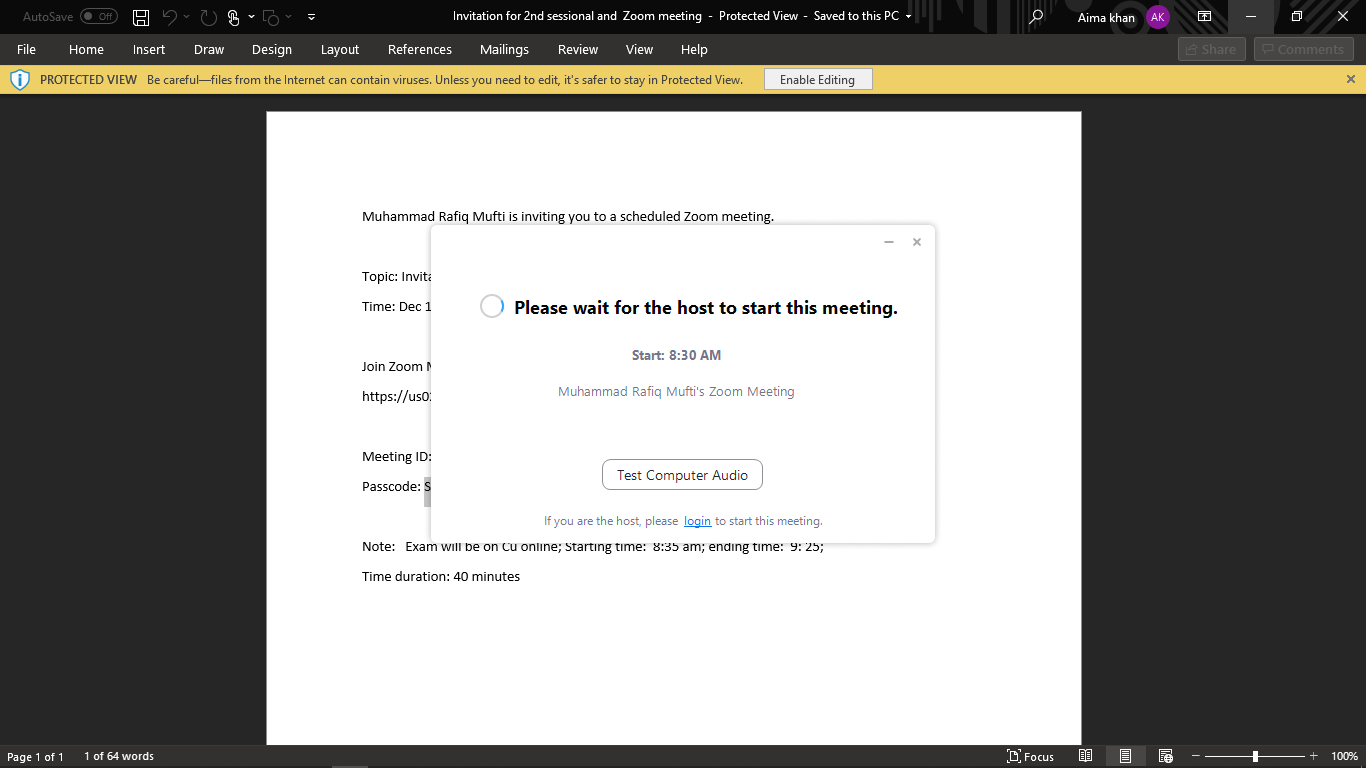 AutoSave Off
Invitation for 2nd sessional and Zoom meeting - Protected View - Saved to this PC
Aima khan AK
File Home Insert Draw Design Layout References Mailings Review View Help
Share Comments
PROTECTED VIEW Be careful—files from the Internet can contain viruses. Unless you need to edit, it's safer to stay in Protected View. Enable Editing
Muhammad Rafiq Mufti is inviting you to a scheduled Zoom meeting.
Topic:
Time: Dec 1
Join Zoom M
https://us0
Meeting ID:
Passcode: S
Please wait for the host to start this meeting.
Start: 8:30 AM
Muhammad Rafiq Mufti's Zoom Meeting
Test Computer Audio
If you are the host, please login to start this meeting.
Note: Exam will be on Cu online; Starting time: 8:35 am; ending time: 9: 25;
Time duration: 40 minutes
Page 1 of 1 1 of 64 words
Focus
100%